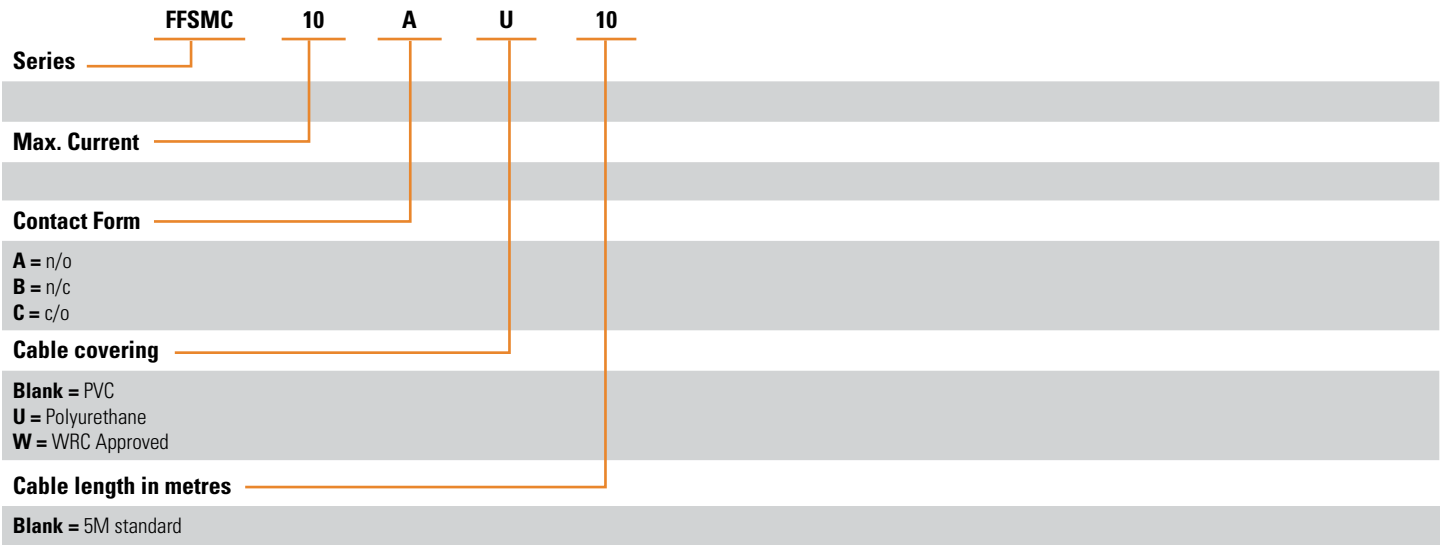 FFSMC 10 A U 10
Series
Max. Current
Contact Form
A = n/o
B = n/c
C = c/o
Cable covering
Blank = PVC
U = Polyurethane
W = WRC Approved
Cable length in metres
Blank = 5M standard